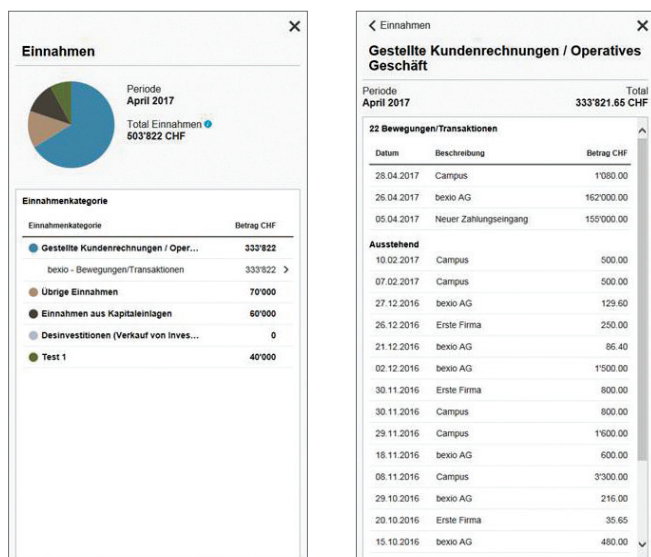 Einnahmen
Periode
April 2017
Total Einnahmen
503'822 CHF
Einnahmenkategorie
Einnahmenkategorie Betrag CHF
Gestellte Kundenrechnungen / Oper... 333'822
bexio - Bewegungen/Transaktionen 333'822
Übrige Einnahmen 70'000
Einnahmen aus Kapitaleinlagen 60'000
Desinvestitionen (Verkauf von Inves... 0
Test 1 40'000
Einnahmen
Gestellte Kundenrechnungen / Operatives
Geschäft
Periode Total
April 2017 333'821.65 CHF
22 Bewegungen/Transaktionen
Datum Beschreibung Betrag CHF
28.04.2017 Campus 1'080.00
26.04.2017 bexio AG 162'000.00
05.04.2017 Neuer Zahlungseingang 155'000.00
Ausstehend
10.02.2017 Campus 500.00
07.02.2017 Campus 500.00
27.12.2016 bexio AG 129.60
26.12.2016 Erste Firma 250.00
21.12.2016 bexio AG 86.40
02.12.2016 bexio AG 1'500.00
30.11.2016 Erste Firma 800.00
30.11.2016 Campus 800.00
29.11.2016 Campus 1'600.00
18.11.2016 bexio AG 600.00
08.11.2016 Campus 3'300.00
29.10.2016 bexio AG 216.00
20.10.2016 Erste Firma 35.65
15.10.2016 bexio AG 480.00